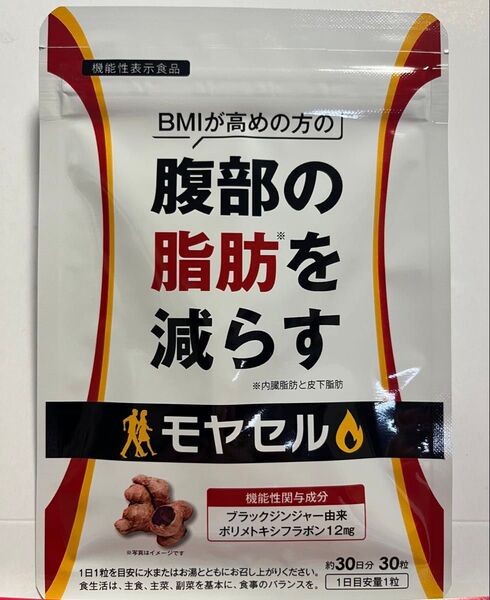 機能性表示食品
BMIが高めの方の
腹部の
脂肪※を
減らす
※内臓脂肪と皮下脂肪
モヤセル
機能性関与成分
ブラックジンジャー由来
ポリメトキシフラボン12mg
※写真はイメージです
約30日分 30粒
1日1粒を目安に水またはお湯とともにお召し上がりください。
1日目安量1粒
食生活は、主食、主菜、副菜を基本に、食事のバランスを。